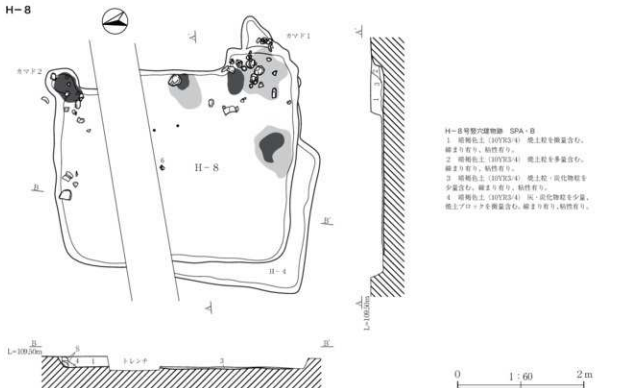 H-8
カマド1
カマド2
A
A'
6
H-8
B
B'
H-4
A'
A
L=109.50m
H-8号竪穴建物跡 SPA・B
1 暗褐色土(10YR3/4) 焼土粒を微量含む。
締まり有り、粘性有り。
2 暗褐色土(10YR3/4) 焼土粒を多量含む。
締まり有り、粘性有り。
3 暗褐色土(10YR3/4) 焼土粒・炭化物粒を
少量含む。締まり有り、粘性有り。
4 暗褐色土(10YR3/4) 灰・炭化物粒を少量、
焼土ブロックを微量含む。締まり有り、粘性有り。
B
B'
L=109.50m
S
4
1
トレンチ
3
0
1:60
2m